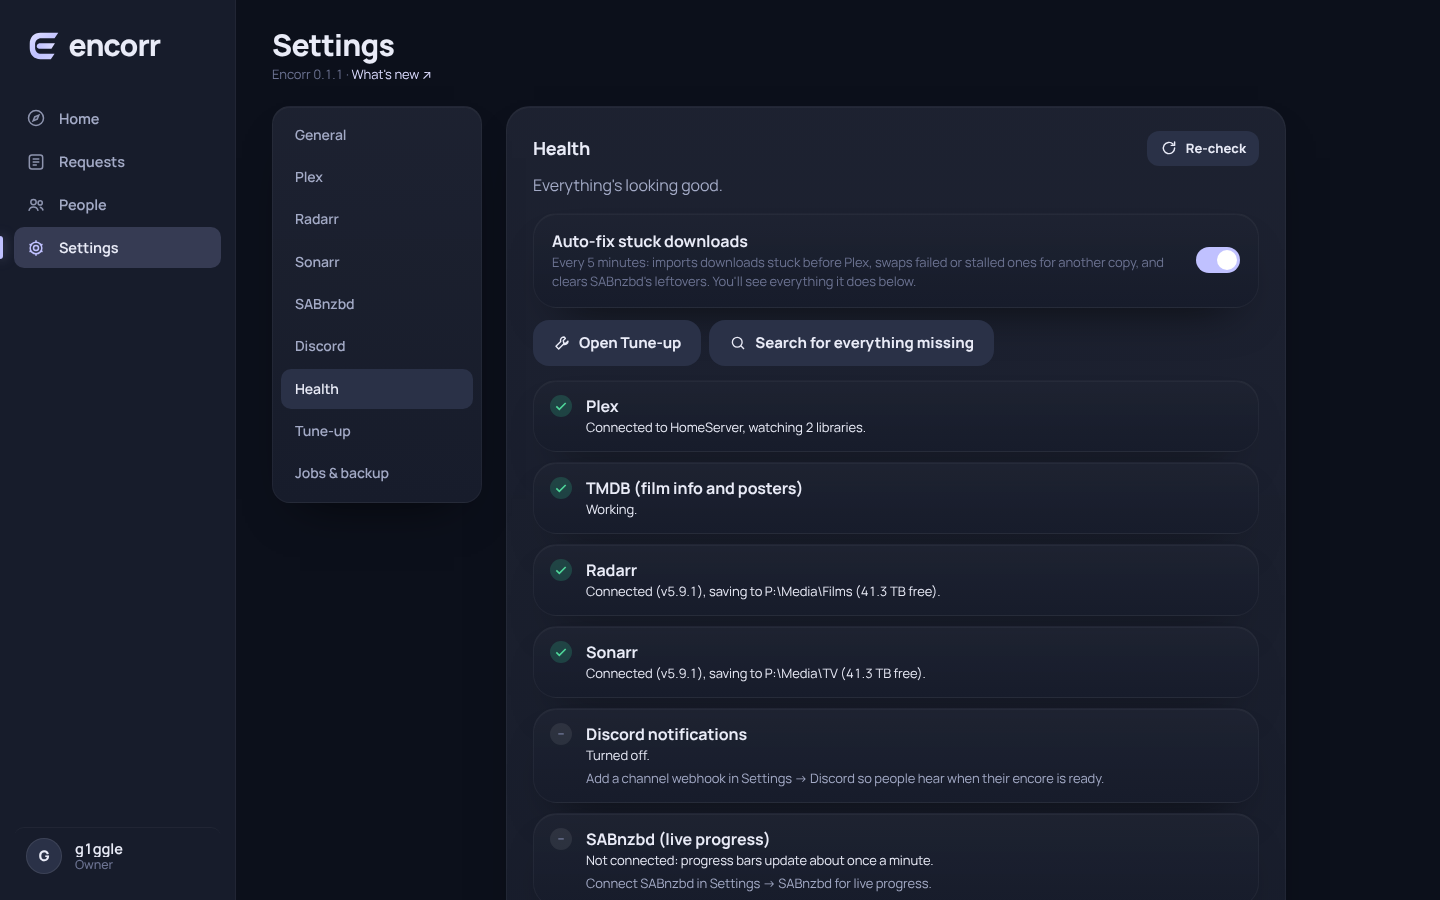 encorr
Home
Requests
People
Settings
g1ggle
Owner
G
Settings
Encorr 0.1.1 · What's new ↗
General
Plex
Radarr
Sonarr
SABnzbd
Discord
Health
Tune-up
Jobs & backup
Health
Re-check
Everything's looking good.
Auto-fix stuck downloads
Every 5 minutes: imports downloads stuck before Plex, swaps failed or stalled ones for another copy, and
clears SABnzbd's leftovers. You'll see everything it does below.
Open Tune-up
Search for everything missing
Plex
Connected to HomeServer, watching 2 libraries.
TMDB (film info and posters)
Working.
Radarr
Connected (v5.9.1), saving to P:\Media\Films (41.3 TB free).
Sonarr
Connected (v5.9.1), saving to P:\Media\TV (41.3 TB free).
Discord notifications
Turned off.
Add a channel webhook in Settings → Discord so people hear when their encore is ready.
SABnzbd (live progress)
Not connected: progress bars update about once a minute.
Connect SABnzbd in Settings → SABnzbd for live progress.